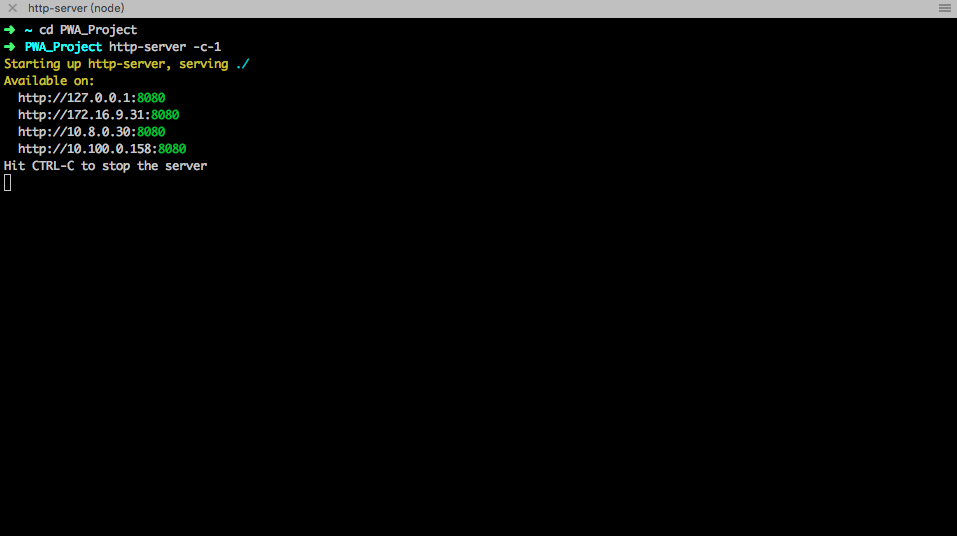 http-server (node)
➜ ~ cd PWA_Project
➜ PWA_Project http-server -c-1
Starting up http-server, serving ./
Available on:
http://127.0.0.1:8080
http://172.16.9.31:8080
http://10.8.0.30:8080
http://10.100.0.158:8080
Hit CTRL-C to stop the server